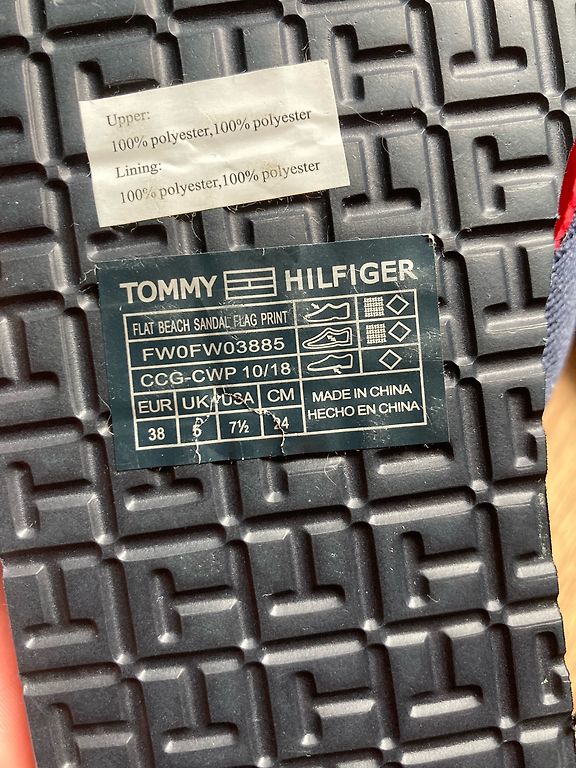 Upper:
100% polyester,100% polyester
Lining:
100% polyester,100% polyester
TOMMY HILFIGER
FLAT BEACH SANDAL FLAG PRINT
FW0FW03885
CCG-CWP 10/18
EUR UK USA CM
38 5 7½ 24
MADE IN CHINA
HECHO EN CHINA